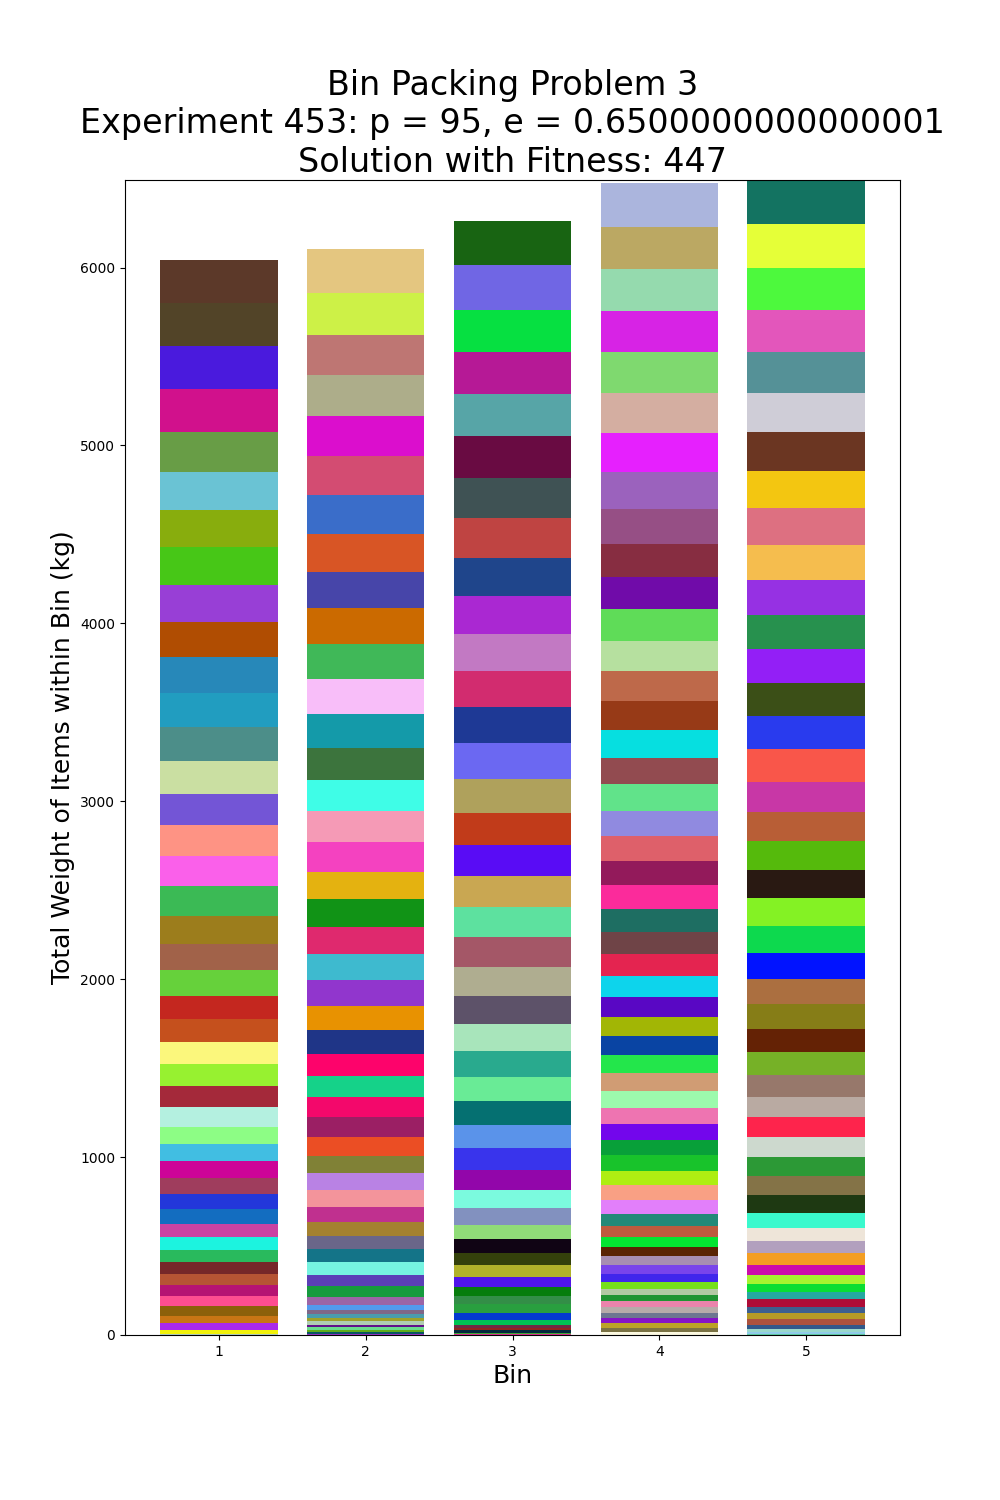 Bin Packing Problem 3
Experiment 453: p = 95, e = 0.6500000000000001
Solution with Fitness: 447
Total Weight of Items within Bin (kg)
6000
5000
4000
3000
2000
1000
0
1 2 3 4 5
Bin